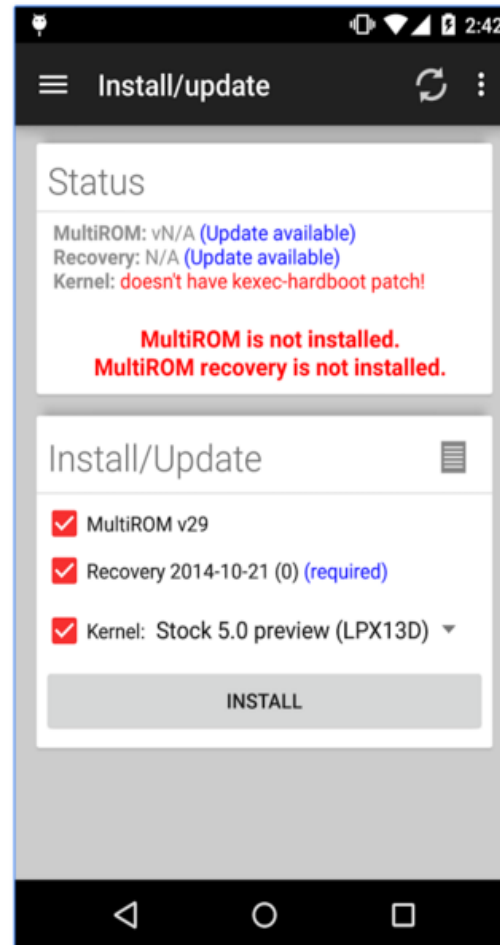 2:42
Install/update
Status
MultiROM: vN/A (Update available)
Recovery: N/A (Update available)
Kernel: doesn't have kexec-hardboot patch!
MultiROM is not installed.
MultiROM recovery is not installed.
Install/Update
MultiROM v29
Recovery 2014-10-21 (0) (required)
Kernel: Stock 5.0 preview (LPX13D)
INSTALL